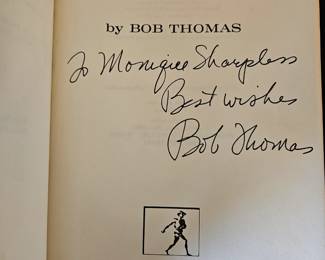 by BOB THOMAS
To Monique Sharpless
Best wishes
Bob Thomas